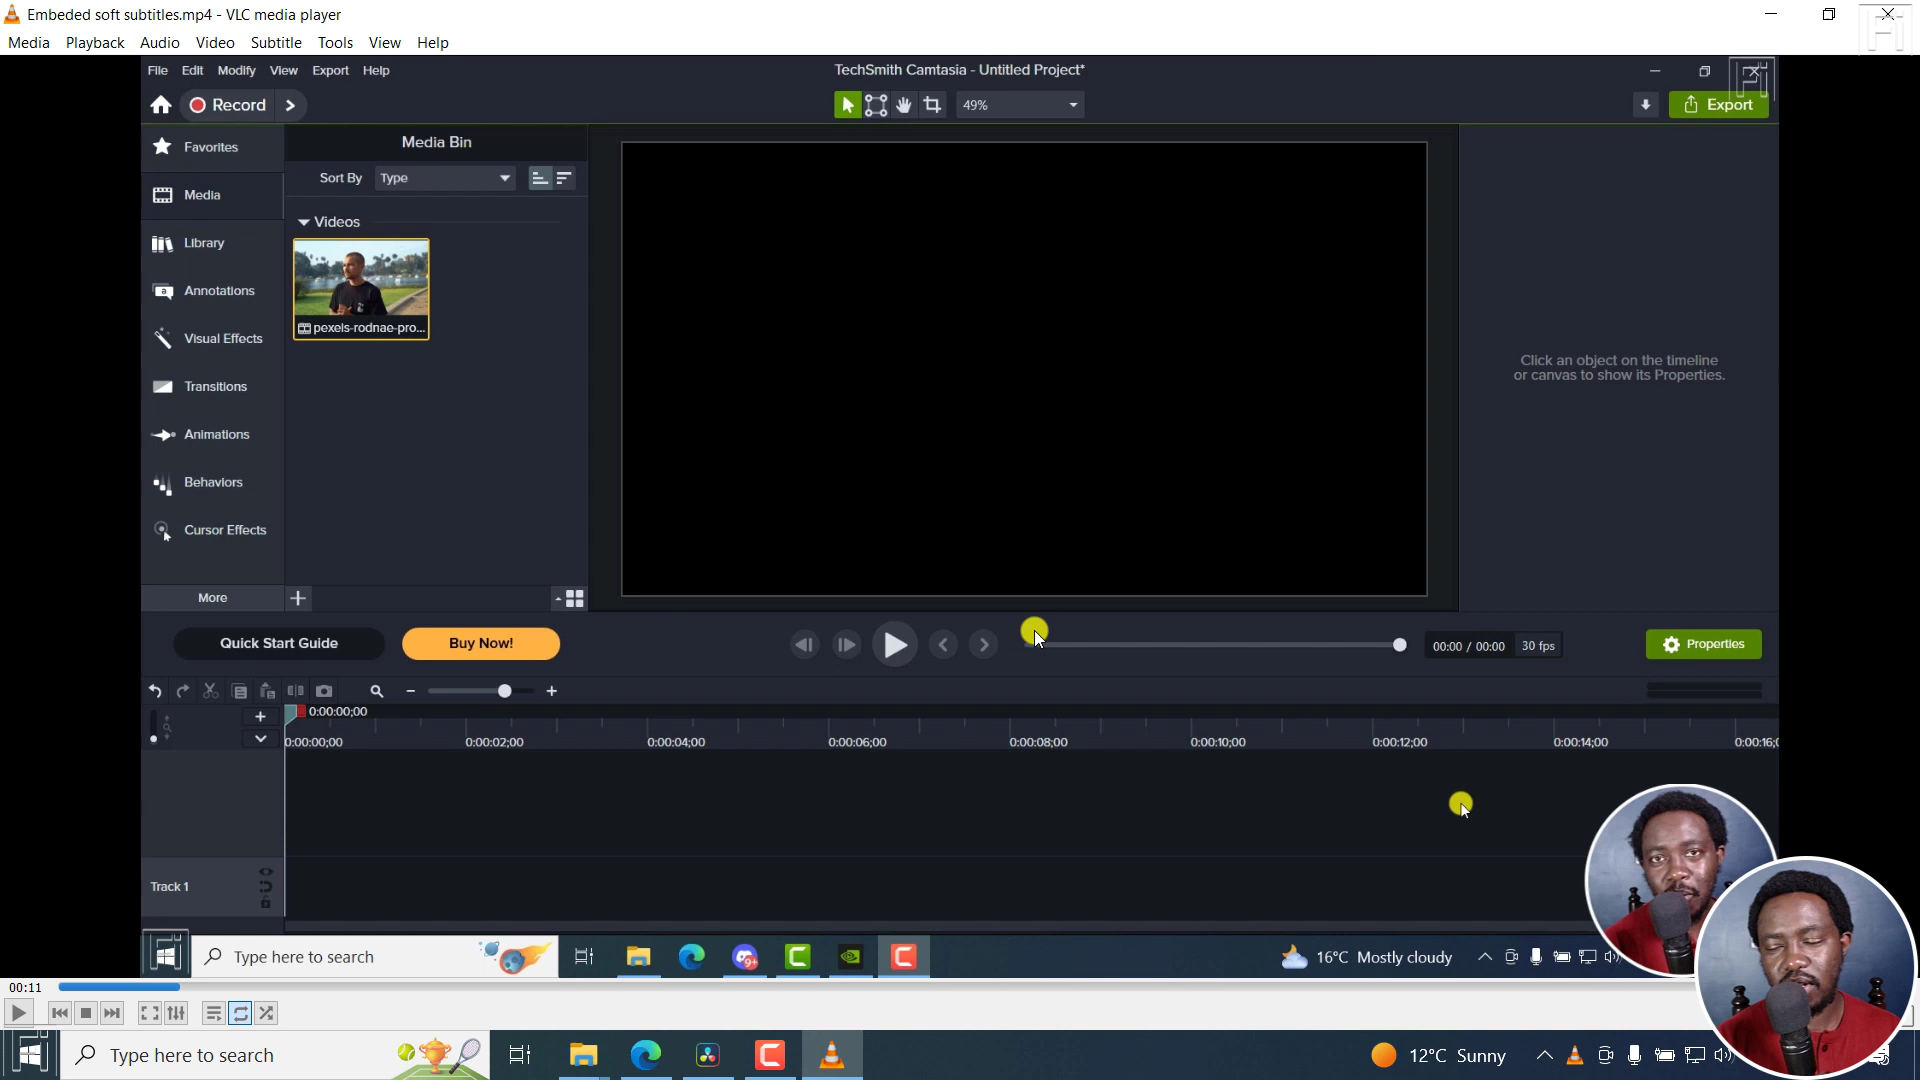 Embeded soft subtitles.mp4 - VLC media player
Media Playback Audio Video Subtitle Tools View Help
File Edit Modify View Export Help
TechSmith Camtasia - Untitled Project*
Record
49%
Export
Favorites
Media
Library
Annotations
Visual Effects
Transitions
Animations
Behaviors
Cursor Effects
More
Media Bin
Sort By Type
Videos
pexels-rodnae-pro...
Click an object on the timeline
or canvas to show its Properties.
Quick Start Guide
Buy Now!
00:00 / 00:00 30 fps
Properties
0:00:00;00
0:00:00;00 0:00:02;00 0:00:04;00 0:00:06;00 0:00:08;00 0:00:10;00 0:00:12;00 0:00:14;00 0:00:16;0
Track 1
Type here to search
9+
16°C Mostly cloudy
00:11
Type here to search
12°C Sunny